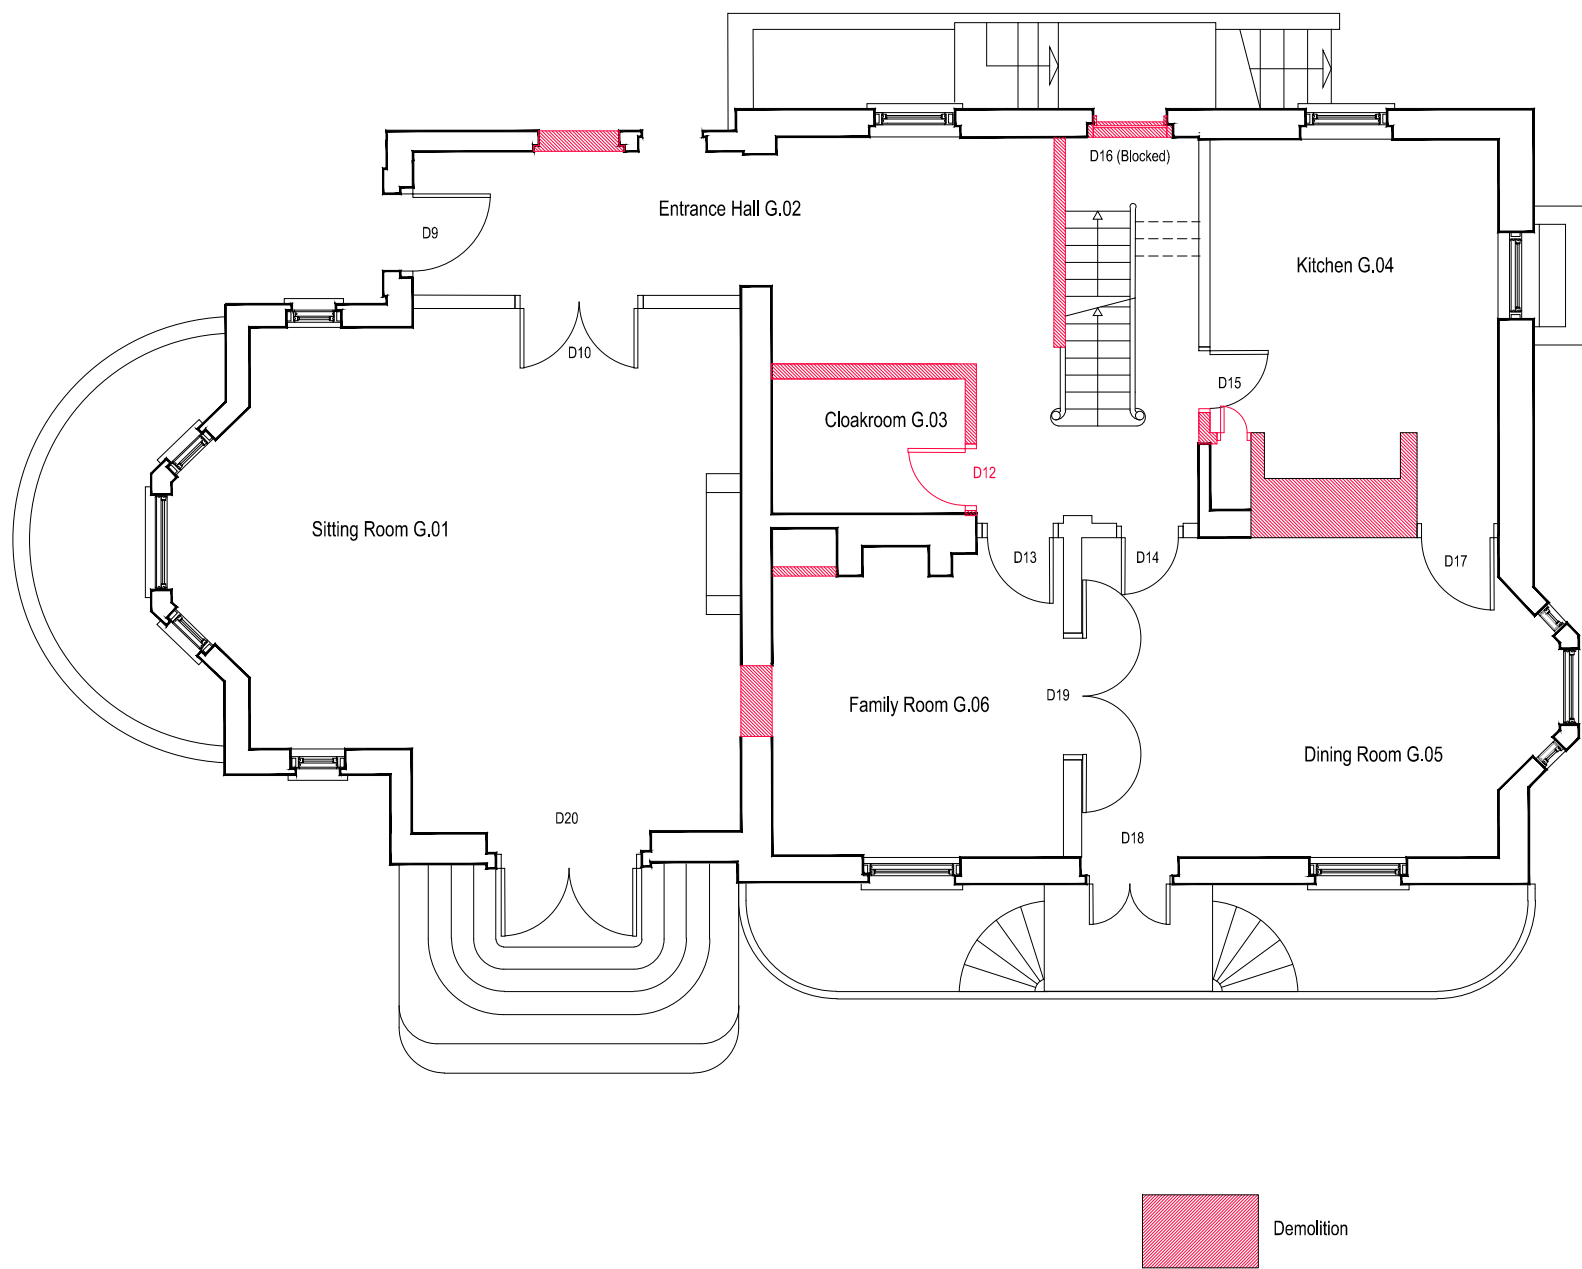 D16 (Blocked)
Entrance Hall G.02
D9
Kitchen G.04
D10
D15
Cloakroom G.03
D12
Sitting Room G.01
D13
D14
D17
D19
Family Room G.06
Dining Room G.05
D20
D18
Demolition